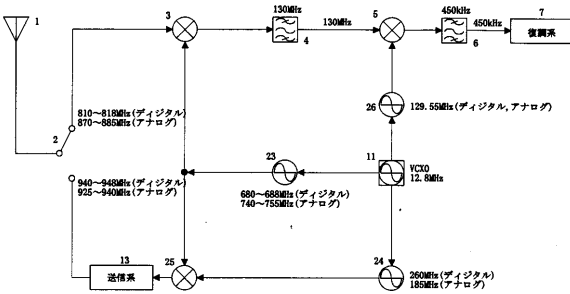 1
3
130MHz
4
130MHz
5
450kHz
6
450kHz
7
復調系
810~818MHz(ディジタル)
870~885MHz(アナログ)
2
26
129.55MHz(ディジタル,アナログ)
940~948MHz(ディジタル)
925~940MHz(アナログ)
23
680~688MHz(ディジタル)
740~755MHz(アナログ)
11
VCXO
12.8MHz
13
送信系
25
24
260MHz(ディジタル)
185MHz(アナログ)